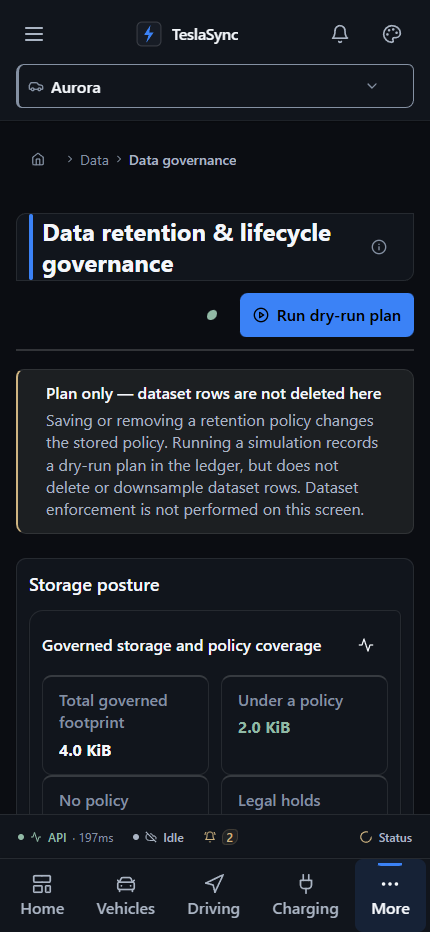 TeslaSync
Aurora
Data
Data governance
Data retention & lifecycle
governance
Run dry-run plan
Plan only — dataset rows are not deleted here
Saving or removing a retention policy changes
the stored policy. Running a simulation records
a dry-run plan in the ledger, but does not
delete or downsample dataset rows. Dataset
enforcement is not performed on this screen.
Storage posture
Governed storage and policy coverage
Total governed
footprint
4.0 KiB
Under a policy
2.0 KiB
No policy
Legal holds
API · 197ms
Idle
2
Status
Home
Vehicles
Driving
Charging
More